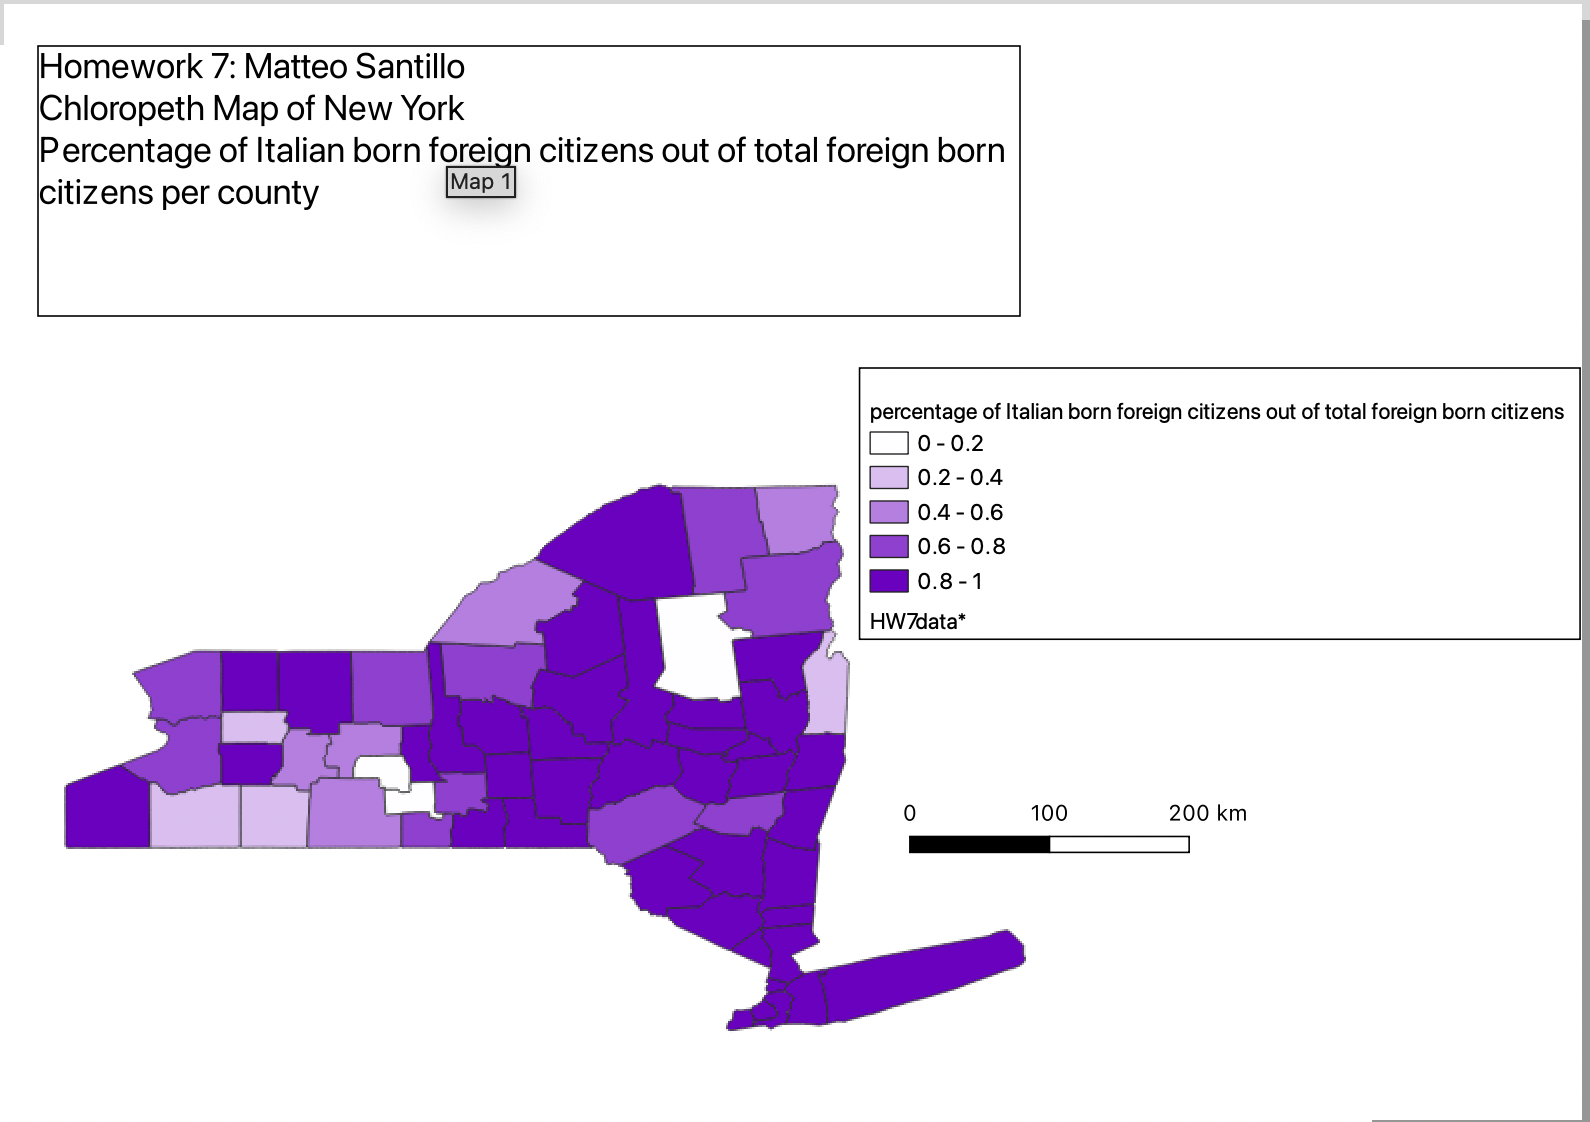 Homework 7: Matteo Santillo
Chloropeth Map of New York
Percentage of Italian born foreign citizens out of total foreign born
citizens per county
Map 1
percentage of Italian born foreign citizens out of total foreign born citizens
0 - 0.2
0.2 - 0.4
0.4 - 0.6
0.6 - 0.8
0.8 - 1
HW7data*
0 100 200 km